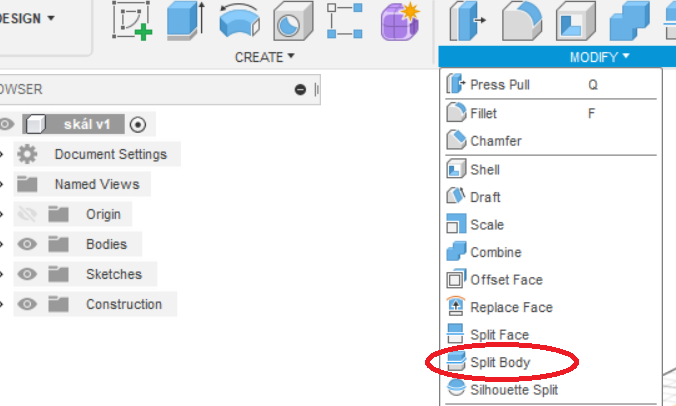 DESIGN ▾
CREATE ▾
MODIFY ▾
OWSER
skál v1
Document Settings
Named Views
Origin
Bodies
Sketches
Construction
Press Pull Q
Fillet F
Chamfer
Shell
Draft
Scale
Combine
Offset Face
Replace Face
Split Face
Split Body
Silhouette Split